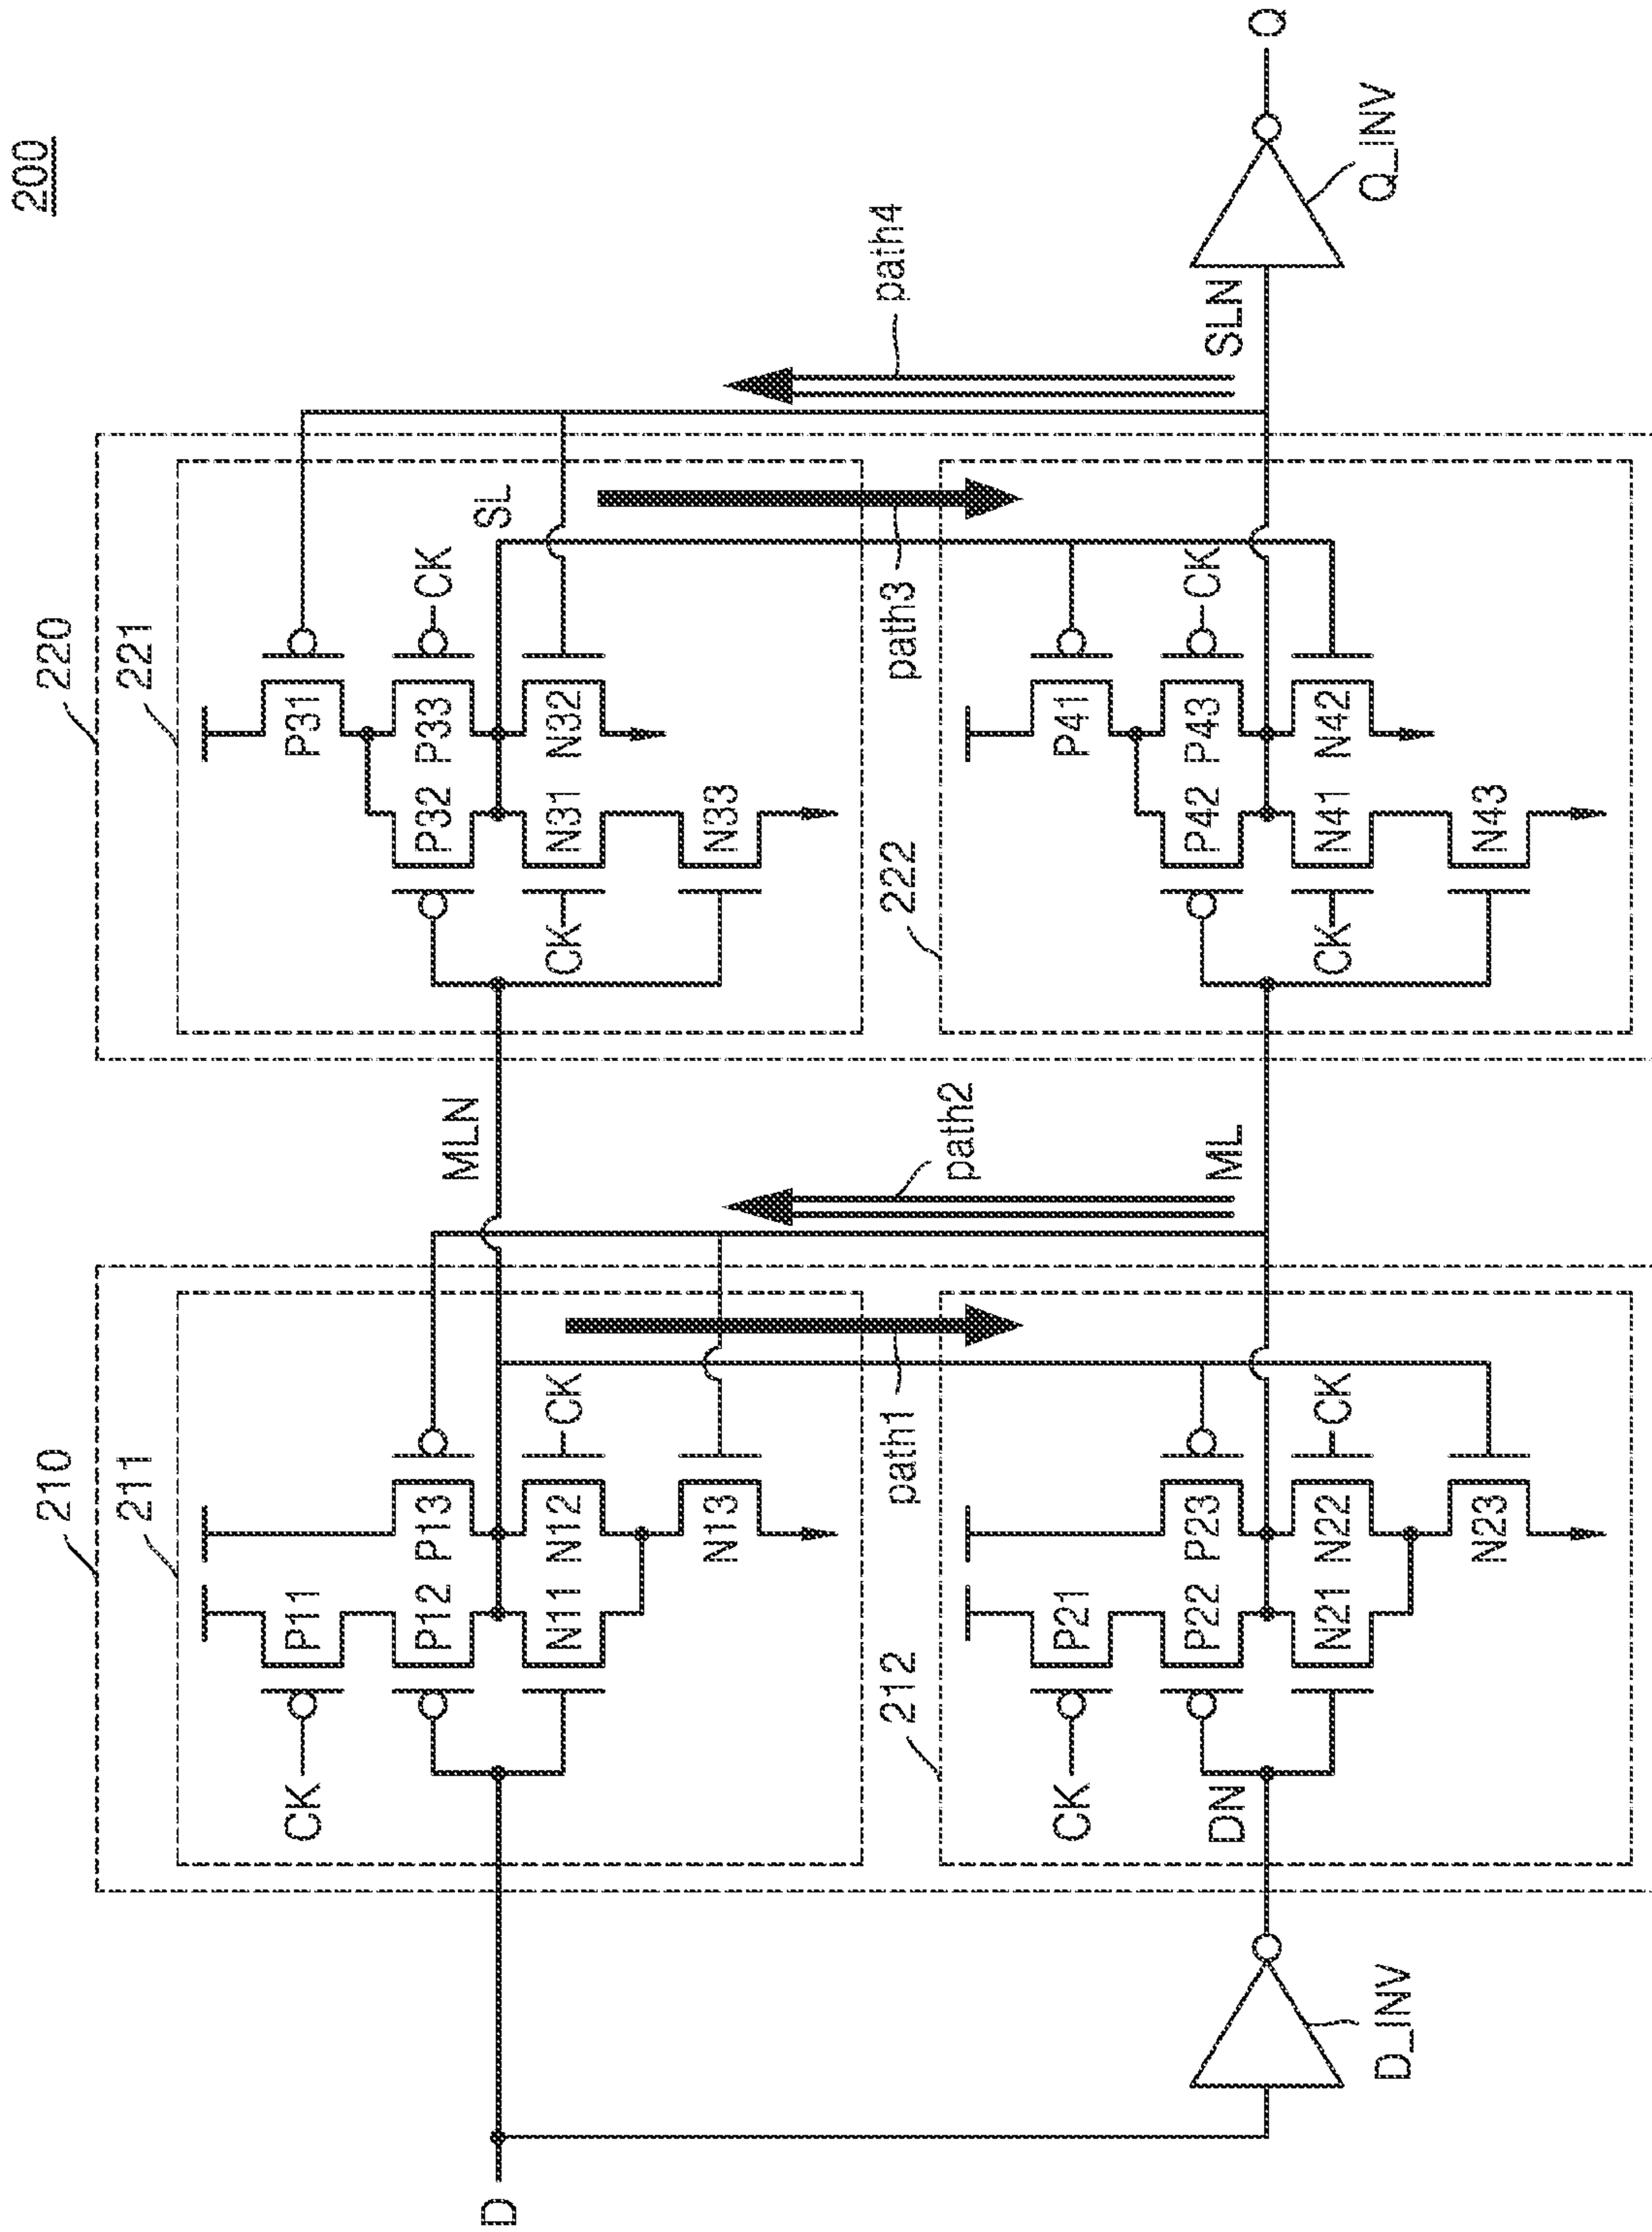 200
210
211
CK
P11
P12
P13
N11
N12
CK
N13
212
CK
DN
P21
P22
P23
N21
N22
CK
N23
path1
path2
MLN
ML
D
D_INV
220
221
P31
P32
P33
CK
CK
N31
N32
N33
SL
222
P41
P42
P43
CK
CK
N41
N42
N43
path3
path4
SLN
Q_INV
Q